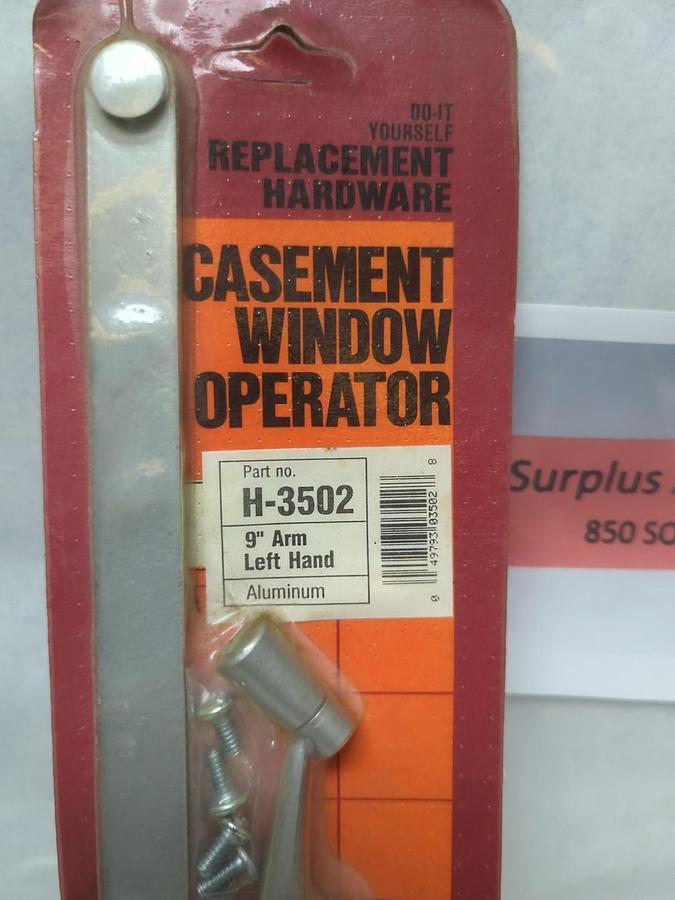 DO-IT
YOURSELF
REPLACEMENT
HARDWARE
CASEMENT
WINDOW
OPERATOR
Part no.
H-3502
9" Arm
Left Hand
Aluminum
0 49793 03502 8
Surplus
850 SO